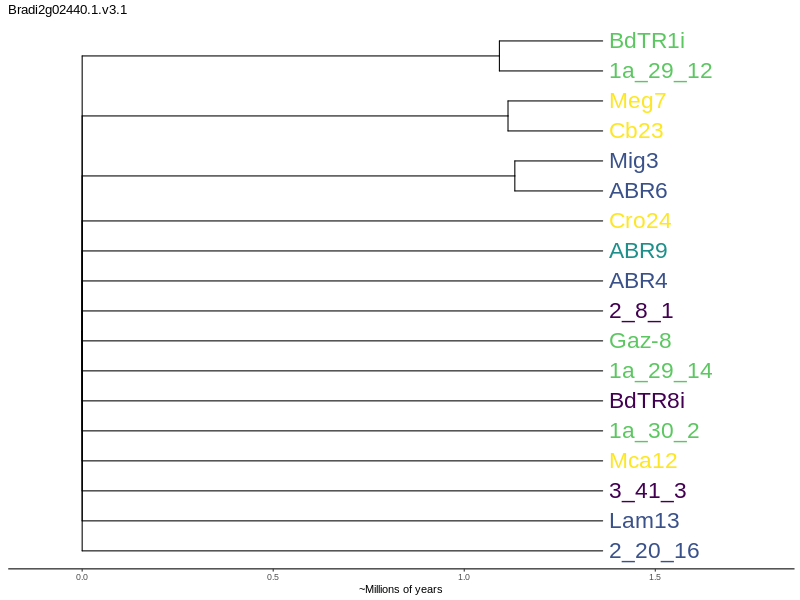 Bradi2g02440.1.v3.1
BdTR1i
1a_29_12
Meg7
Cb23
Mig3
ABR6
Cro24
ABR9
ABR4
2_8_1
Gaz-8
1a_29_14
BdTR8i
1a_30_2
Mca12
3_41_3
Lam13
2_20_16
0.0 0.5 1.0 1.5
~Millions of years